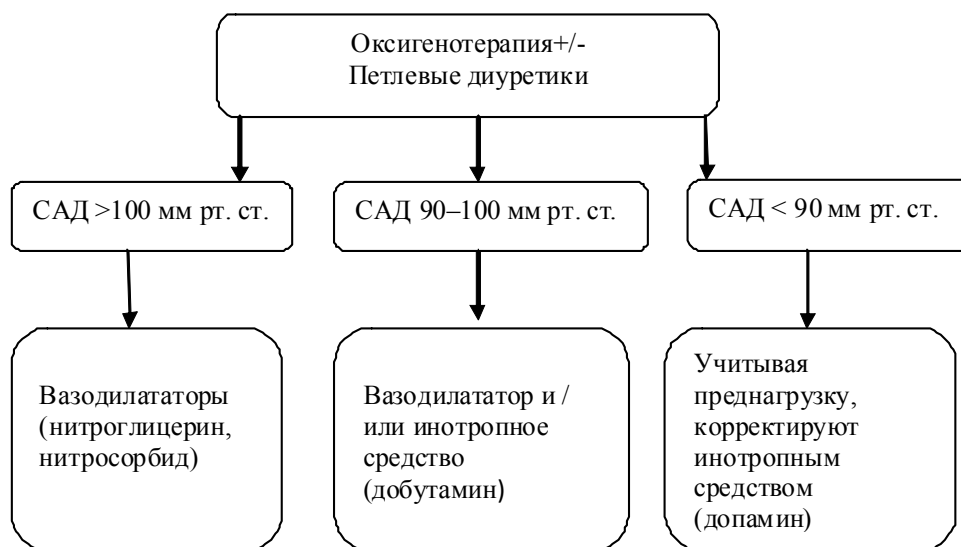 Оксигенотерапия+/-
Петлевые диуретики
САД >100 мм рт. ст.
САД 90–100 мм рт. ст.
САД < 90 мм рт. ст.
Вазодилататоры
(нитроглицерин,
нитросорбид)
Вазодилататор и /
или инотропное
средство
(добутамин)
Учитывая
преднагрузку,
корректируют
инотропным
средством
(допамин)